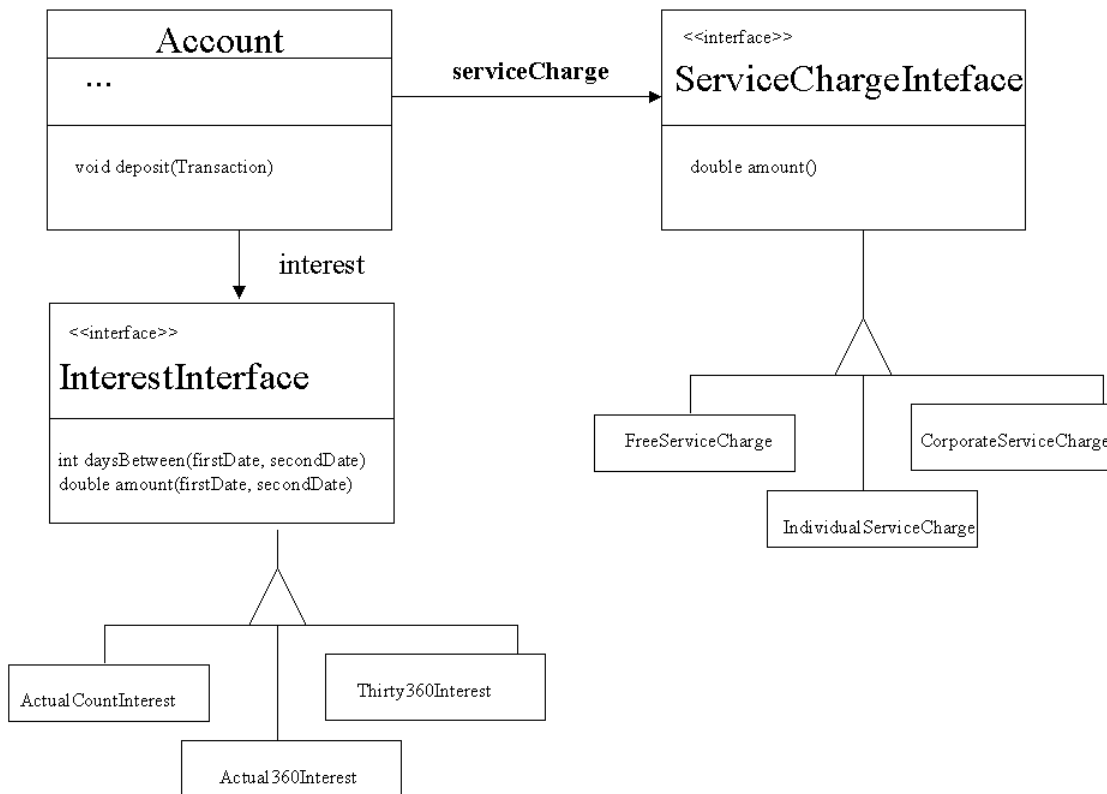 Account
...
void deposit(Transaction)
serviceCharge
<<interface>>
ServiceChargeInteface
double amount()
interest
<<interface>>
InterestInterface
int daysBetween(firstDate, secondDate)
double amount(firstDate, secondDate)
FreeServiceCharge
CorporateServiceCharge
IndividualServiceCharge
ActualCountInterest
Thirty360Interest
Actual360Interest